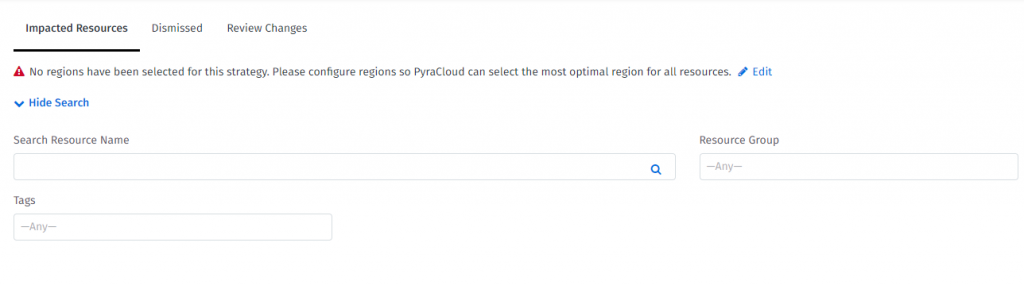 Impacted Resources Dismissed Review Changes
No regions have been selected for this strategy. Please configure regions so PyraCloud can select the most optimal region for all resources. Edit
Hide Search
Search Resource Name Resource Group
—Any—
Tags
—Any—